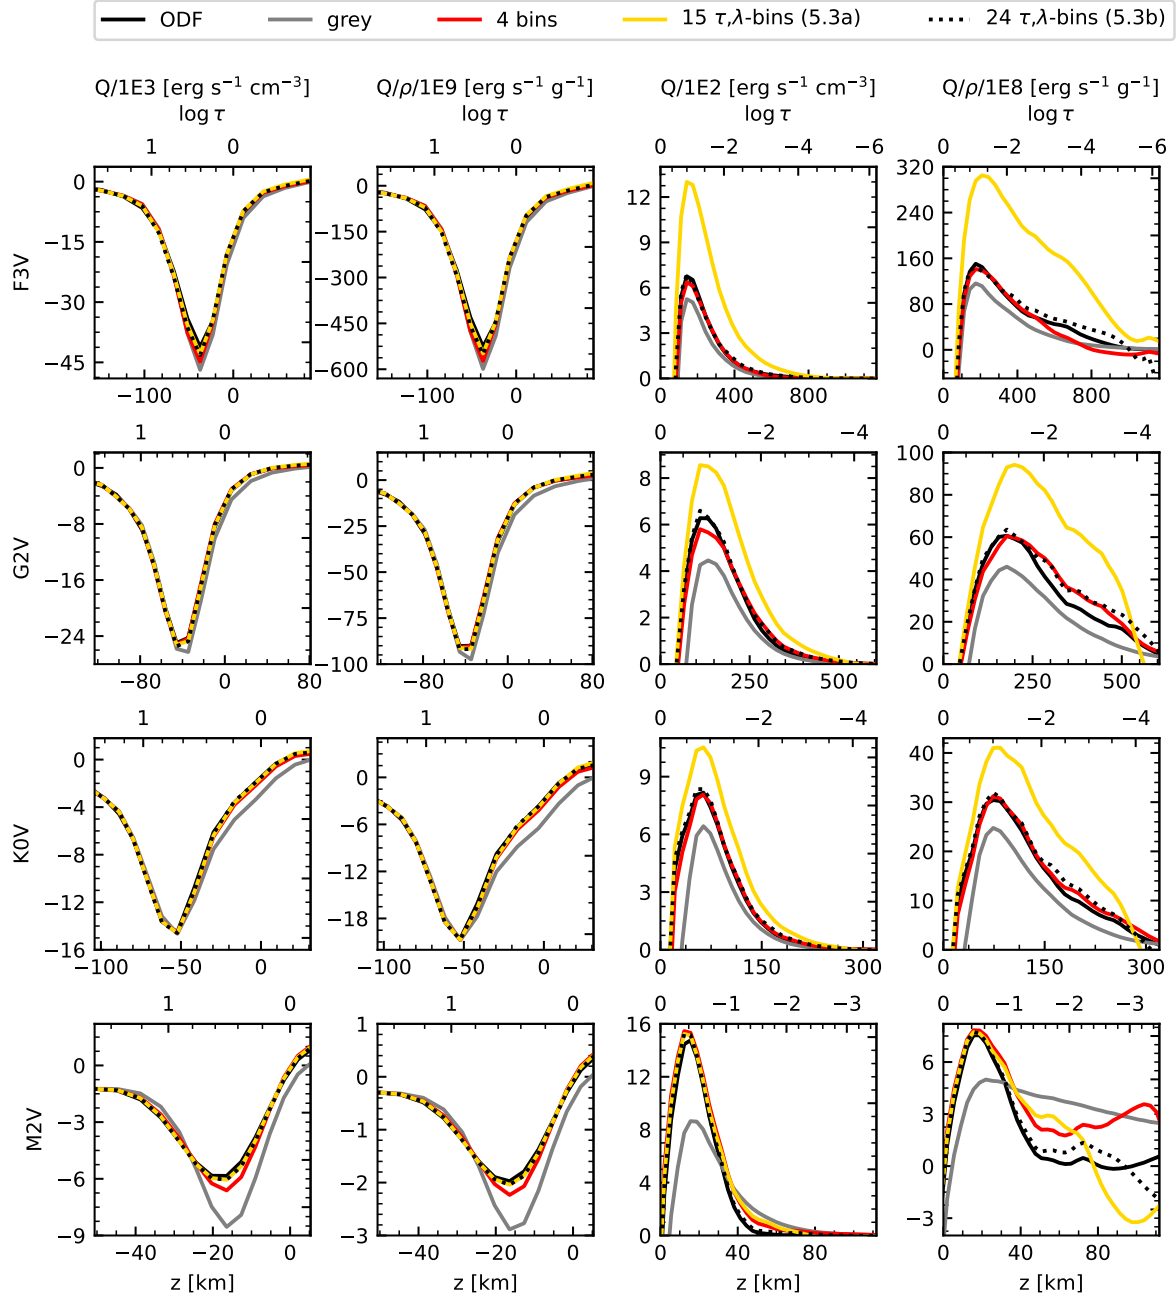 ODF grey 4 bins 15 τ,λ-bins (5.3a) 24 τ,λ-bins (5.3b)
Q/1E3 [erg s⁻¹ cm⁻³] Q/ρ/1E9 [erg s⁻¹ g⁻¹] Q/1E2 [erg s⁻¹ cm⁻³] Q/ρ/1E8 [erg s⁻¹ g⁻¹]
log τ log τ log τ log τ
1 0 1 0 0 −2 −4 −6 0 −2 −4 −6
0 −15 −30 −45
0 −150 −300 −450 −600
12 9 6 3 0
320 240 160 80 0
F3V
−100 0 −100 0 0 400 800 0 400 800
1 0 1 0 0 −2 −4 0 −2 −4
0 −8 −16 −24
0 −25 −50 −75 −100
8 6 4 2 0
100 80 60 40 20 0
G2V
−80 0 80 −80 0 80 0 250 500 0 250 500
1 0 1 0 0 −2 −4 0 −2 −4
0 −4 −8 −12 −16
0 −6 −12 −18
9 6 3 0
40 30 20 10 0
K0V
−100 −50 0 −100 −50 0 0 150 300 0 150 300
1 0 1 0 0 −1 −2 −3 0 −1 −2 −3
0 −3 −6 −9
1 0 −1 −2 −3
16 12 8 4 0
6 3 0 −3
M2V
−40 −20 0 −40 −20 0 0 40 80 0 40 80
z [km] z [km] z [km] z [km]